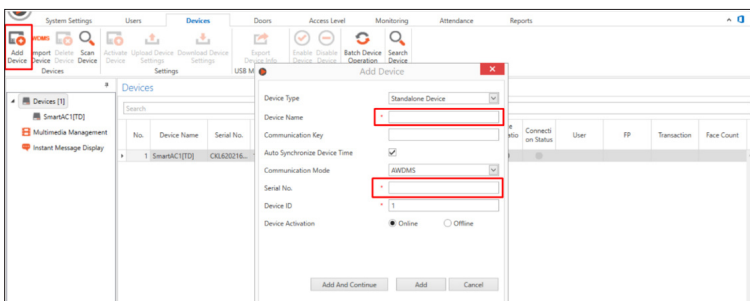 System Settings Users Devices Doors Access Level Monitoring Attendance Reports
AWDMS
Add Device Import Device Delete Device Scan Device Activate Device Upload Device Settings Download Device Settings Export Device Info Enable Device Disable Device Batch Device Operation Search Device
Devices Settings USB M
Add Device
Devices
Devices [1]
SmartAC1[TD]
Multimedia Management
Instant Message Display
Search
No. Device Name Serial No. Connecti on Status User FP Transaction Face Count
1 SmartAC1[TD] CKL620216...
Device Type Standalone Device
Device Name *
Communication Key
Auto Synchronize Device Time
Communication Mode AWDMS
Serial No. *
Device ID * 1
Device Activation Online Offline
Add And Continue Add Cancel